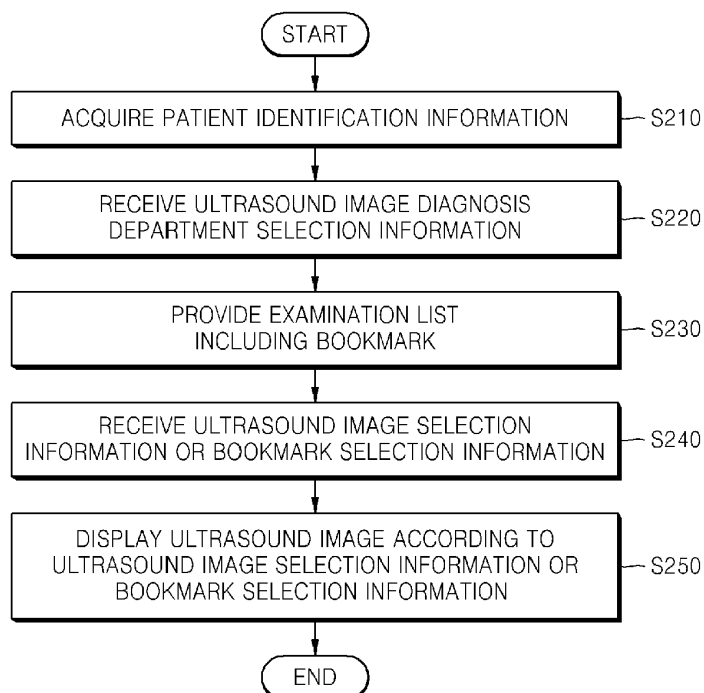 START
ACQUIRE PATIENT IDENTIFICATION INFORMATION
S210
RECEIVE ULTRASOUND IMAGE DIAGNOSIS
DEPARTMENT SELECTION INFORMATION
S220
PROVIDE EXAMINATION LIST
INCLUDING BOOKMARK
S230
RECEIVE ULTRASOUND IMAGE SELECTION
INFORMATION OR BOOKMARK SELECTION INFORMATION
S240
DISPLAY ULTRASOUND IMAGE ACCORDING TO
ULTRASOUND IMAGE SELECTION INFORMATION OR
BOOKMARK SELECTION INFORMATION
S250
END